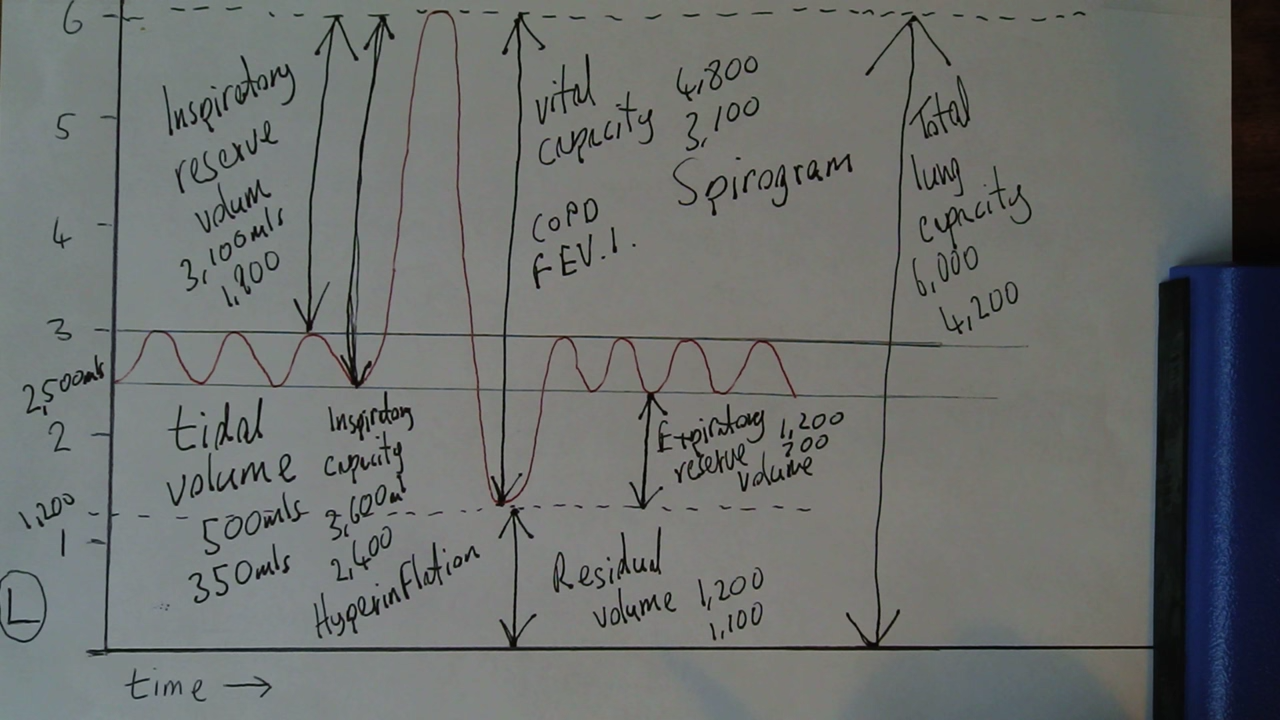 6
5
4
3
2,500mls
2
1,200
1
L
Inspiratory
reserve
volum
3,100mls
1,900
tidal
volume
500mls
350mls
Inspiratory
capacity
3,600ml
2,400
Hyperinflation
vital
capacity
4,800
3,100
Spirogram
COPD
FEV.1.
Expiratory 1,200
reserve 700
volume
Residual
volume 1,200
1,100
Total
lung
capacity
6,000
4,200
time